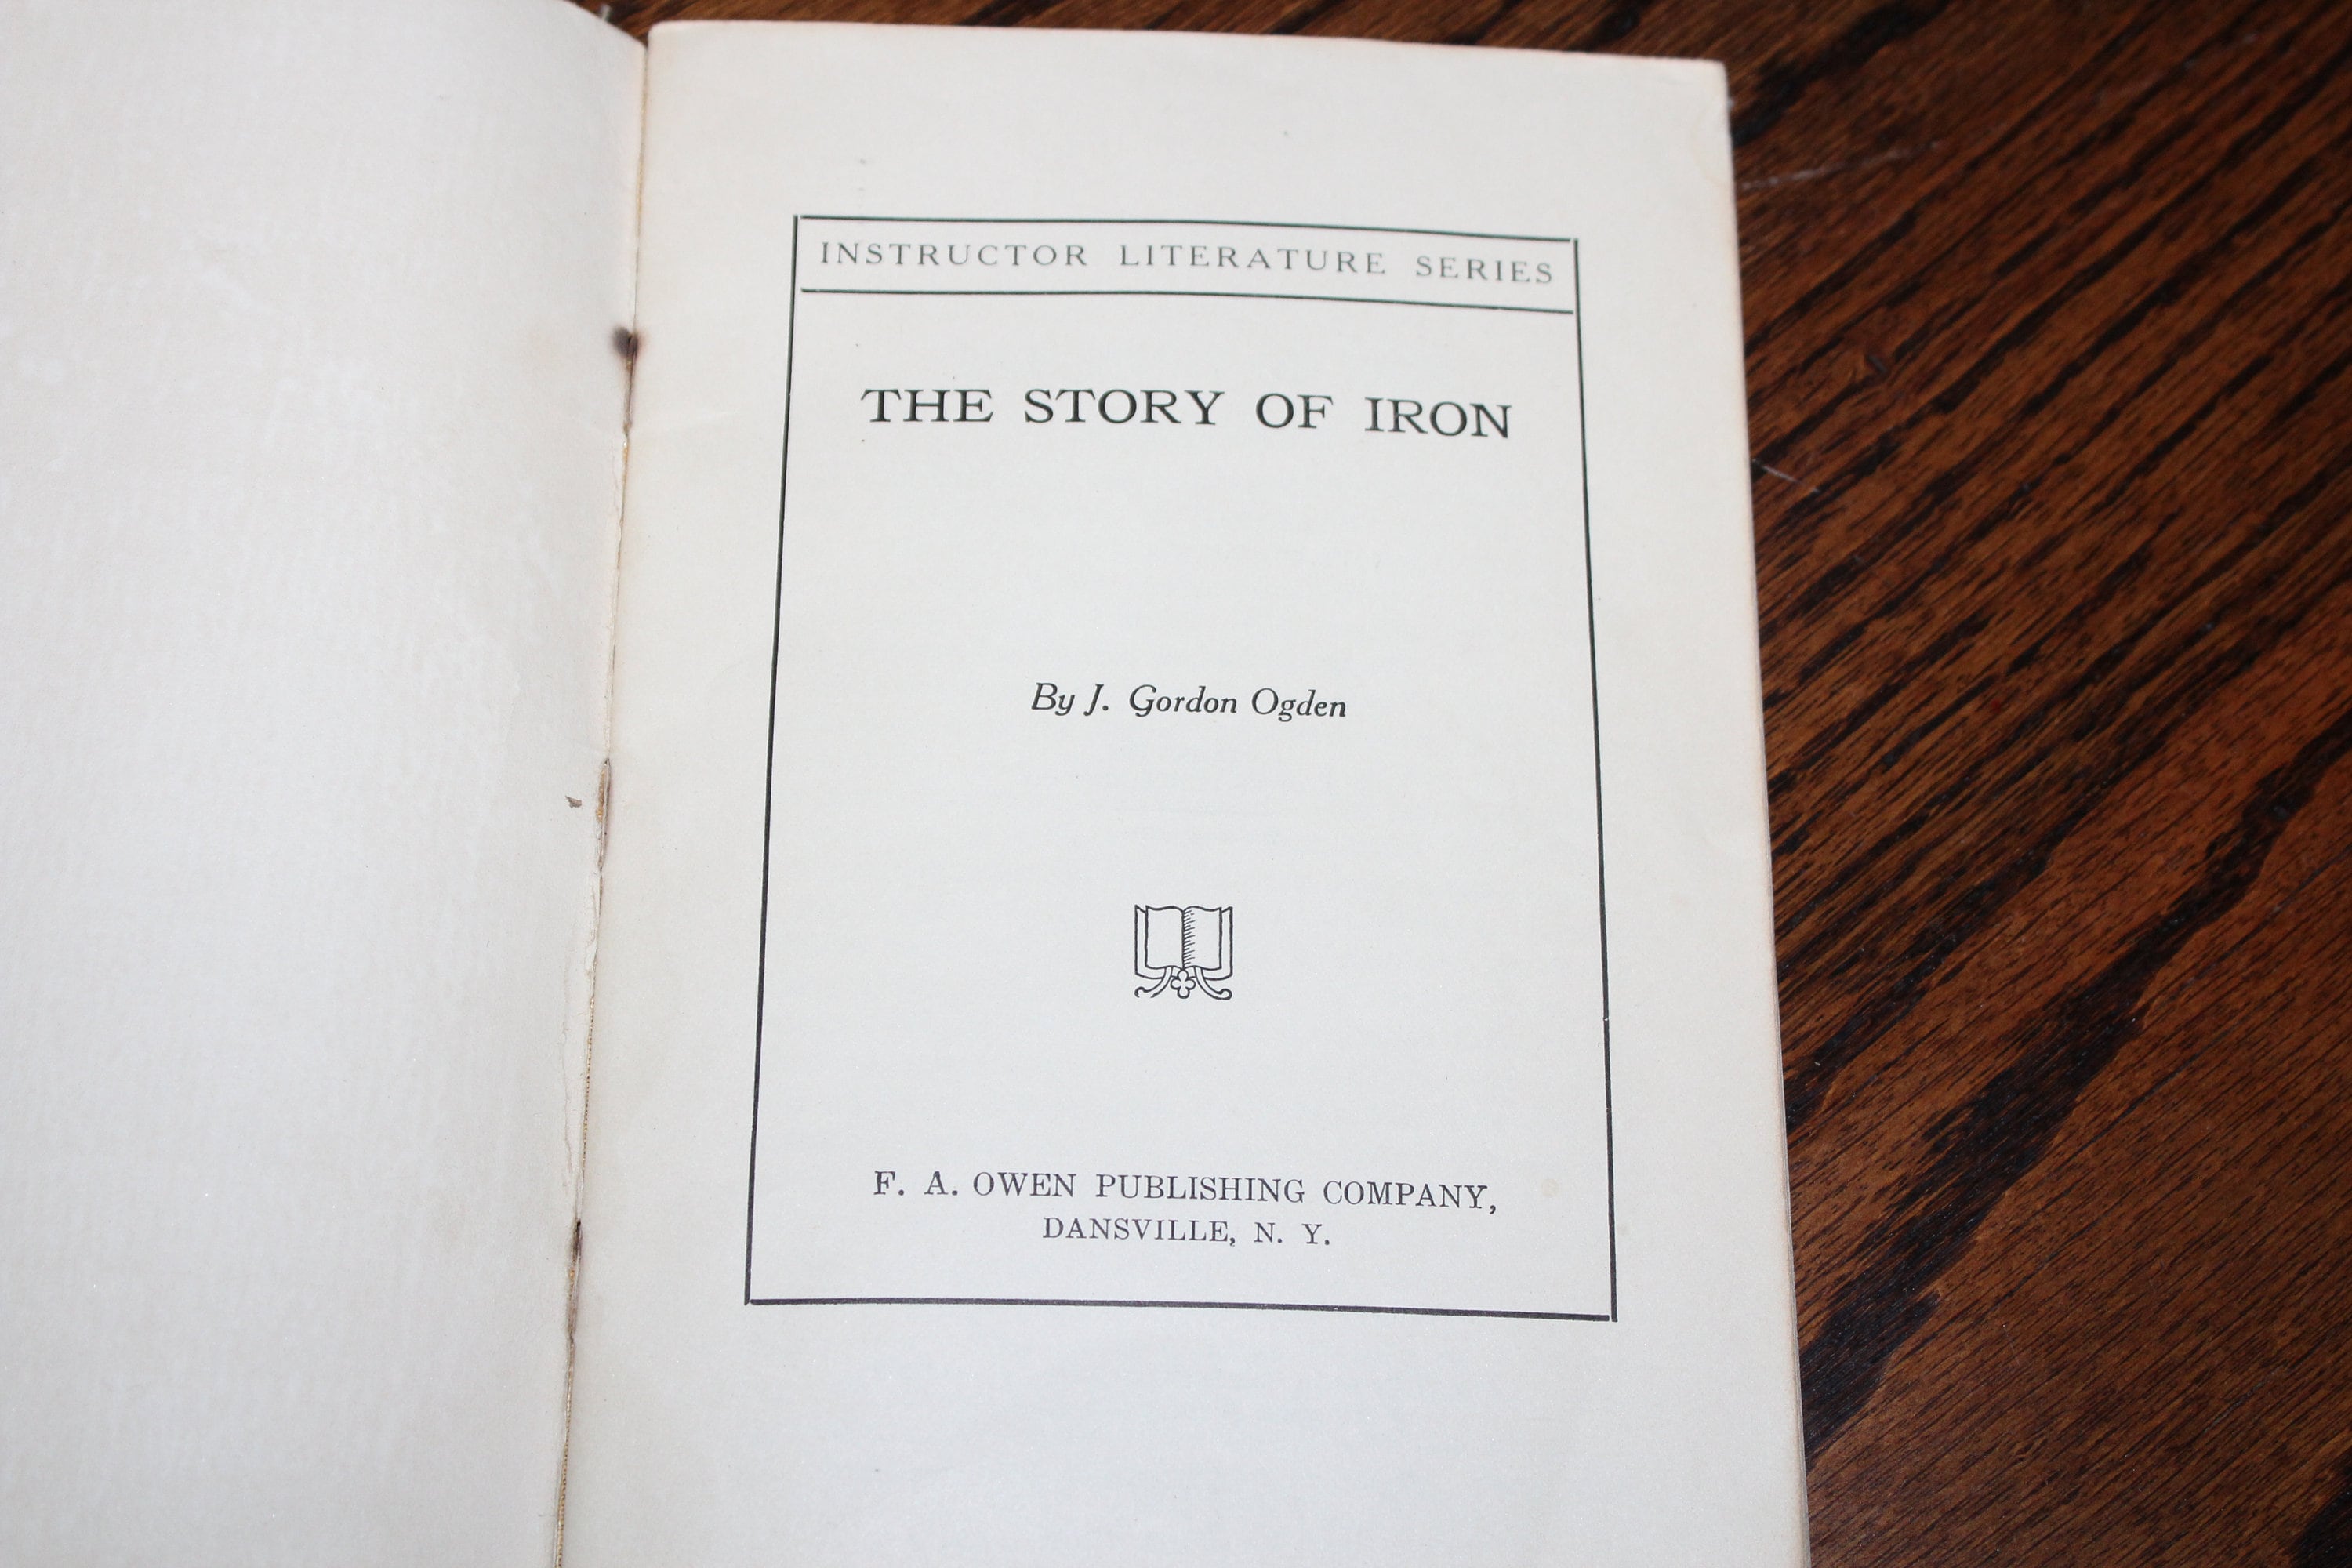 INSTRUCTOR LITERATURE SERIES
THE STORY OF IRON
By J. Gordon Ogden
F. A. OWEN PUBLISHING COMPANY,
DANSVILLE, N. Y.